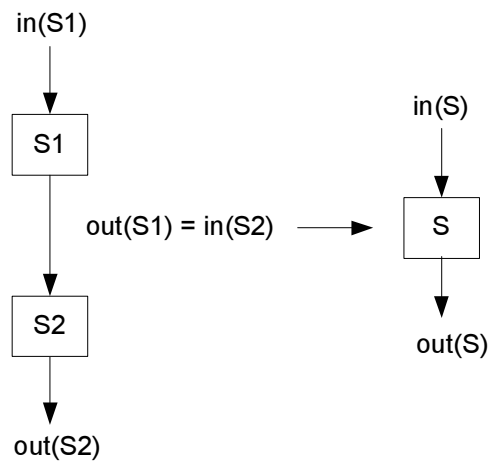 in(S1)
S1
out(S1) = in(S2)
S2
out(S2)
in(S)
S
out(S)